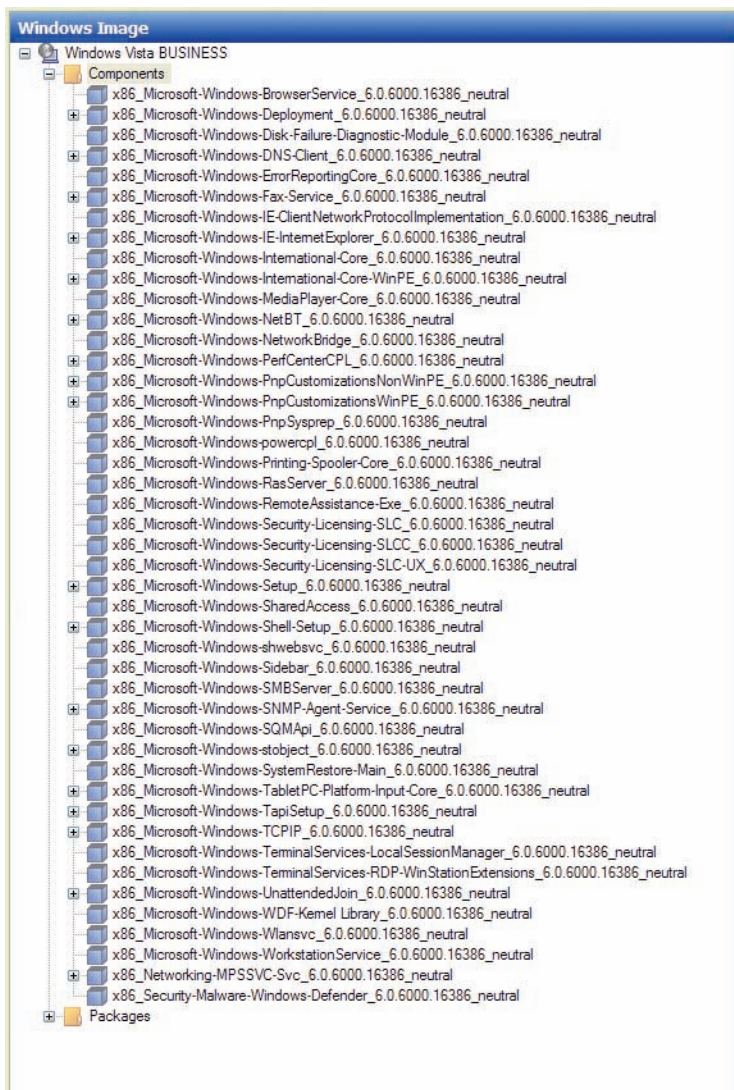 Windows Image
Windows Vista BUSINESS
Components
x86_Microsoft-Windows-BrowserService_6.0.6000.16386_neutral
x86_Microsoft-Windows-Deployment_6.0.6000.16386_neutral
x86_Microsoft-Windows-Disk-Failure-Diagnostic-Module_6.0.6000.16386_neutral
x86_Microsoft-Windows-DNS-Client_6.0.6000.16386_neutral
x86_Microsoft-Windows-ErrorReportingCore_6.0.6000.16386_neutral
x86_Microsoft-Windows-Fax-Service_6.0.6000.16386_neutral
x86_Microsoft-Windows-IE-ClientNetworkProtocolImplementation_6.0.6000.16386_neutral
x86_Microsoft-Windows-IE-InternetExplorer_6.0.6000.16386_neutral
x86_Microsoft-Windows-International-Core_6.0.6000.16386_neutral
x86_Microsoft-Windows-International-Core-WinPE_6.0.6000.16386_neutral
x86_Microsoft-Windows-MediaPlayer-Core_6.0.6000.16386_neutral
x86_Microsoft-Windows-NetBT_6.0.6000.16386_neutral
x86_Microsoft-Windows-NetworkBridge_6.0.6000.16386_neutral
x86_Microsoft-Windows-PerfCenterCPL_6.0.6000.16386_neutral
x86_Microsoft-Windows-PnpCustomizationsNonWinPE_6.0.6000.16386_neutral
x86_Microsoft-Windows-PnpCustomizationsWinPE_6.0.6000.16386_neutral
x86_Microsoft-Windows-PnpSysprep_6.0.6000.16386_neutral
x86_Microsoft-Windows-powercpl_6.0.6000.16386_neutral
x86_Microsoft-Windows-Printing-Spooler-Core_6.0.6000.16386_neutral
x86_Microsoft-Windows-RasServer_6.0.6000.16386_neutral
x86_Microsoft-Windows-RemoteAssistance-Exe_6.0.6000.16386_neutral
x86_Microsoft-Windows-Security-Licensing-SLC_6.0.6000.16386_neutral
x86_Microsoft-Windows-Security-Licensing-SLCC_6.0.6000.16386_neutral
x86_Microsoft-Windows-Security-Licensing-SLC-UX_6.0.6000.16386_neutral
x86_Microsoft-Windows-Setup_6.0.6000.16386_neutral
x86_Microsoft-Windows-SharedAccess_6.0.6000.16386_neutral
x86_Microsoft-Windows-Shell-Setup_6.0.6000.16386_neutral
x86_Microsoft-Windows-shwebsvc_6.0.6000.16386_neutral
x86_Microsoft-Windows-Sidebar_6.0.6000.16386_neutral
x86_Microsoft-Windows-SMBServer_6.0.6000.16386_neutral
x86_Microsoft-Windows-SNMP-Agent-Service_6.0.6000.16386_neutral
x86_Microsoft-Windows-SQMApi_6.0.6000.16386_neutral
x86_Microsoft-Windows-stobject_6.0.6000.16386_neutral
x86_Microsoft-Windows-SystemRestore-Main_6.0.6000.16386_neutral
x86_Microsoft-Windows-TabletPC-Platform-Input-Core_6.0.6000.16386_neutral
x86_Microsoft-Windows-TapiSetup_6.0.6000.16386_neutral
x86_Microsoft-Windows-TCPIP_6.0.6000.16386_neutral
x86_Microsoft-Windows-TerminalServices-LocalSessionManager_6.0.6000.16386_neutral
x86_Microsoft-Windows-TerminalServices-RDP-WinStationExtensions_6.0.6000.16386_neutral
x86_Microsoft-Windows-UnattendedJoin_6.0.6000.16386_neutral
x86_Microsoft-Windows-WDF-Kernel Library_6.0.6000.16386_neutral
x86_Microsoft-Windows-Wlansvc_6.0.6000.16386_neutral
x86_Microsoft-Windows-WorkstationService_6.0.6000.16386_neutral
x86_Networking-MPSSVC-Svc_6.0.6000.16386_neutral
x86_Security-Malware-Windows-Defender_6.0.6000.16386_neutral
Packages